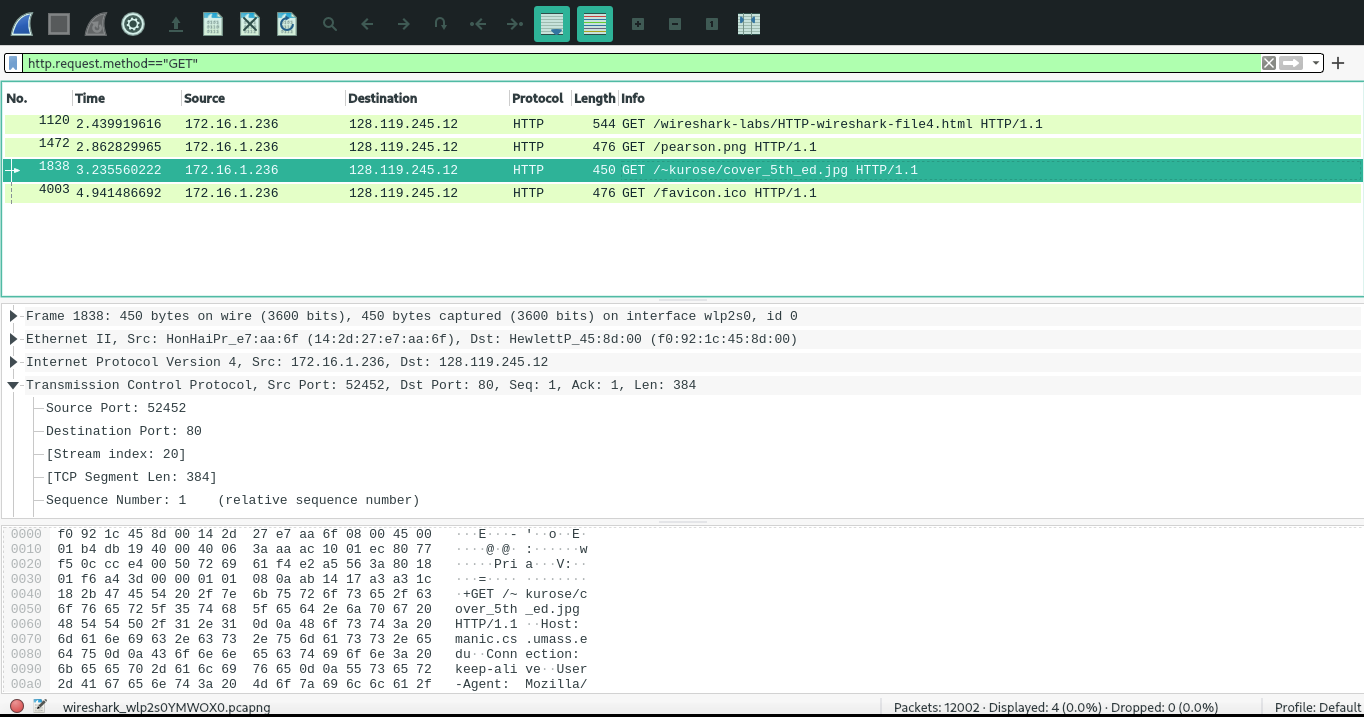 http.request.method=="GET"
No. Time Source Destination Protocol Length Info
1120 2.439919616 172.16.1.236 128.119.245.12 HTTP 544 GET /wireshark-labs/HTTP-wireshark-file4.html HTTP/1.1
1472 2.862829965 172.16.1.236 128.119.245.12 HTTP 476 GET /pearson.png HTTP/1.1
1838 3.235560222 172.16.1.236 128.119.245.12 HTTP 450 GET /~kurose/cover_5th_ed.jpg HTTP/1.1
4003 4.941486692 172.16.1.236 128.119.245.12 HTTP 476 GET /favicon.ico HTTP/1.1
Frame 1838: 450 bytes on wire (3600 bits), 450 bytes captured (3600 bits) on interface wlp2s0, id 0
Ethernet II, Src: HonHaiPr_e7:aa:6f (14:2d:27:e7:aa:6f), Dst: HewlettP_45:8d:00 (f0:92:1c:45:8d:00)
Internet Protocol Version 4, Src: 172.16.1.236, Dst: 128.119.245.12
Transmission Control Protocol, Src Port: 52452, Dst Port: 80, Seq: 1, Ack: 1, Len: 384
Source Port: 52452
Destination Port: 80
[Stream index: 20]
[TCP Segment Len: 384]
Sequence Number: 1    (relative sequence number)
0000 f0 92 1c 45 8d 00 14 2d 27 e7 aa 6f 08 00 45 00 ···E···- '··o··E·
0010 01 b4 db 19 40 00 40 06 3a aa ac 10 01 ec 80 77 ····@·@· :······w
0020 f5 0c cc e4 00 50 72 69 61 f4 e2 a5 56 3a 80 18 ·····Pri a···V:··
0030 01 f6 a4 3d 00 00 01 01 08 0a ab 14 17 a3 a3 1c ···=···· ········
0040 18 2b 47 45 54 20 2f 7e 6b 75 72 6f 73 65 2f 63 ·+GET /~ kurose/c
0050 6f 76 65 72 5f 35 74 68 5f 65 64 2e 6a 70 67 20 over_5th _ed.jpg
0060 48 54 54 50 2f 31 2e 31 0d 0a 48 6f 73 74 3a 20 HTTP/1.1 ··Host:
0070 6d 61 6e 69 63 2e 63 73 2e 75 6d 61 73 73 2e 65 manic.cs .umass.e
0080 64 75 0d 0a 43 6f 6e 6e 65 63 74 69 6f 6e 3a 20 du··Conn ection:
0090 6b 65 65 70 2d 61 6c 69 76 65 0d 0a 55 73 65 72 keep-ali ve··User
00a0 2d 41 67 65 6e 74 3a 20 4d 6f 7a 69 6c 6c 61 2f -Agent: Mozilla/
wireshark_wlp2s0YMWOX0.pcapng Packets: 12002 · Displayed: 4 (0.0%) · Dropped: 0 (0.0%) Profile: Default